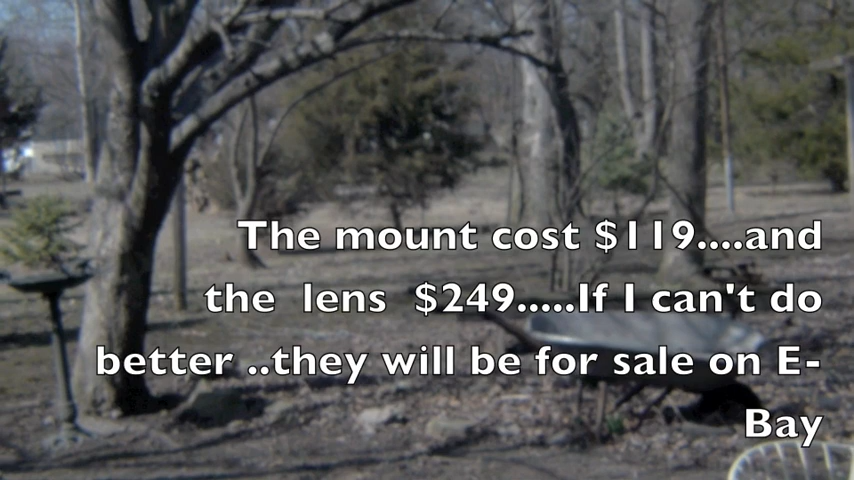 The mount cost $119....and
the lens $249.....If I can't do
better ..they will be for sale on E-
Bay